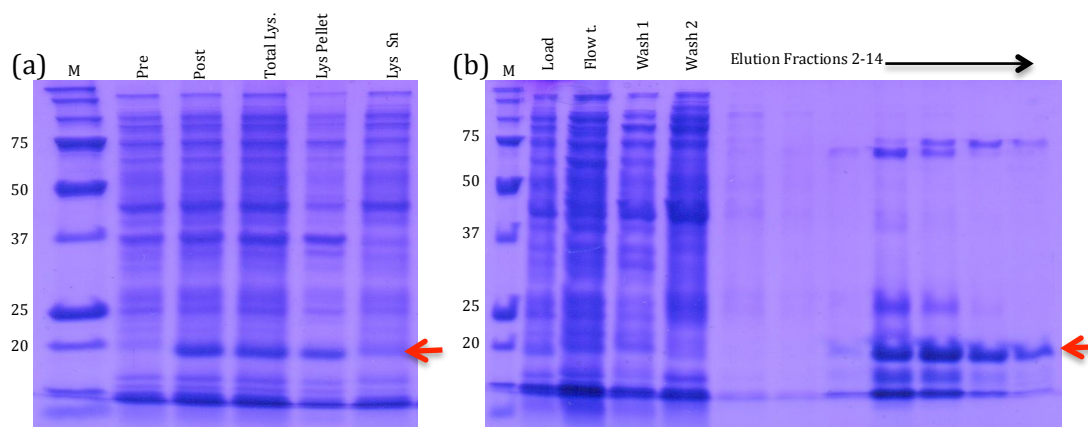 (a)
M
Pre
Post
Total Lys.
Lys Pellet
Lys Sn
75
50
37
25
20
(b)
M
Load
Flow t.
Wash 1
Wash 2
Elution Fractions 2-14
75
50
37
25
20